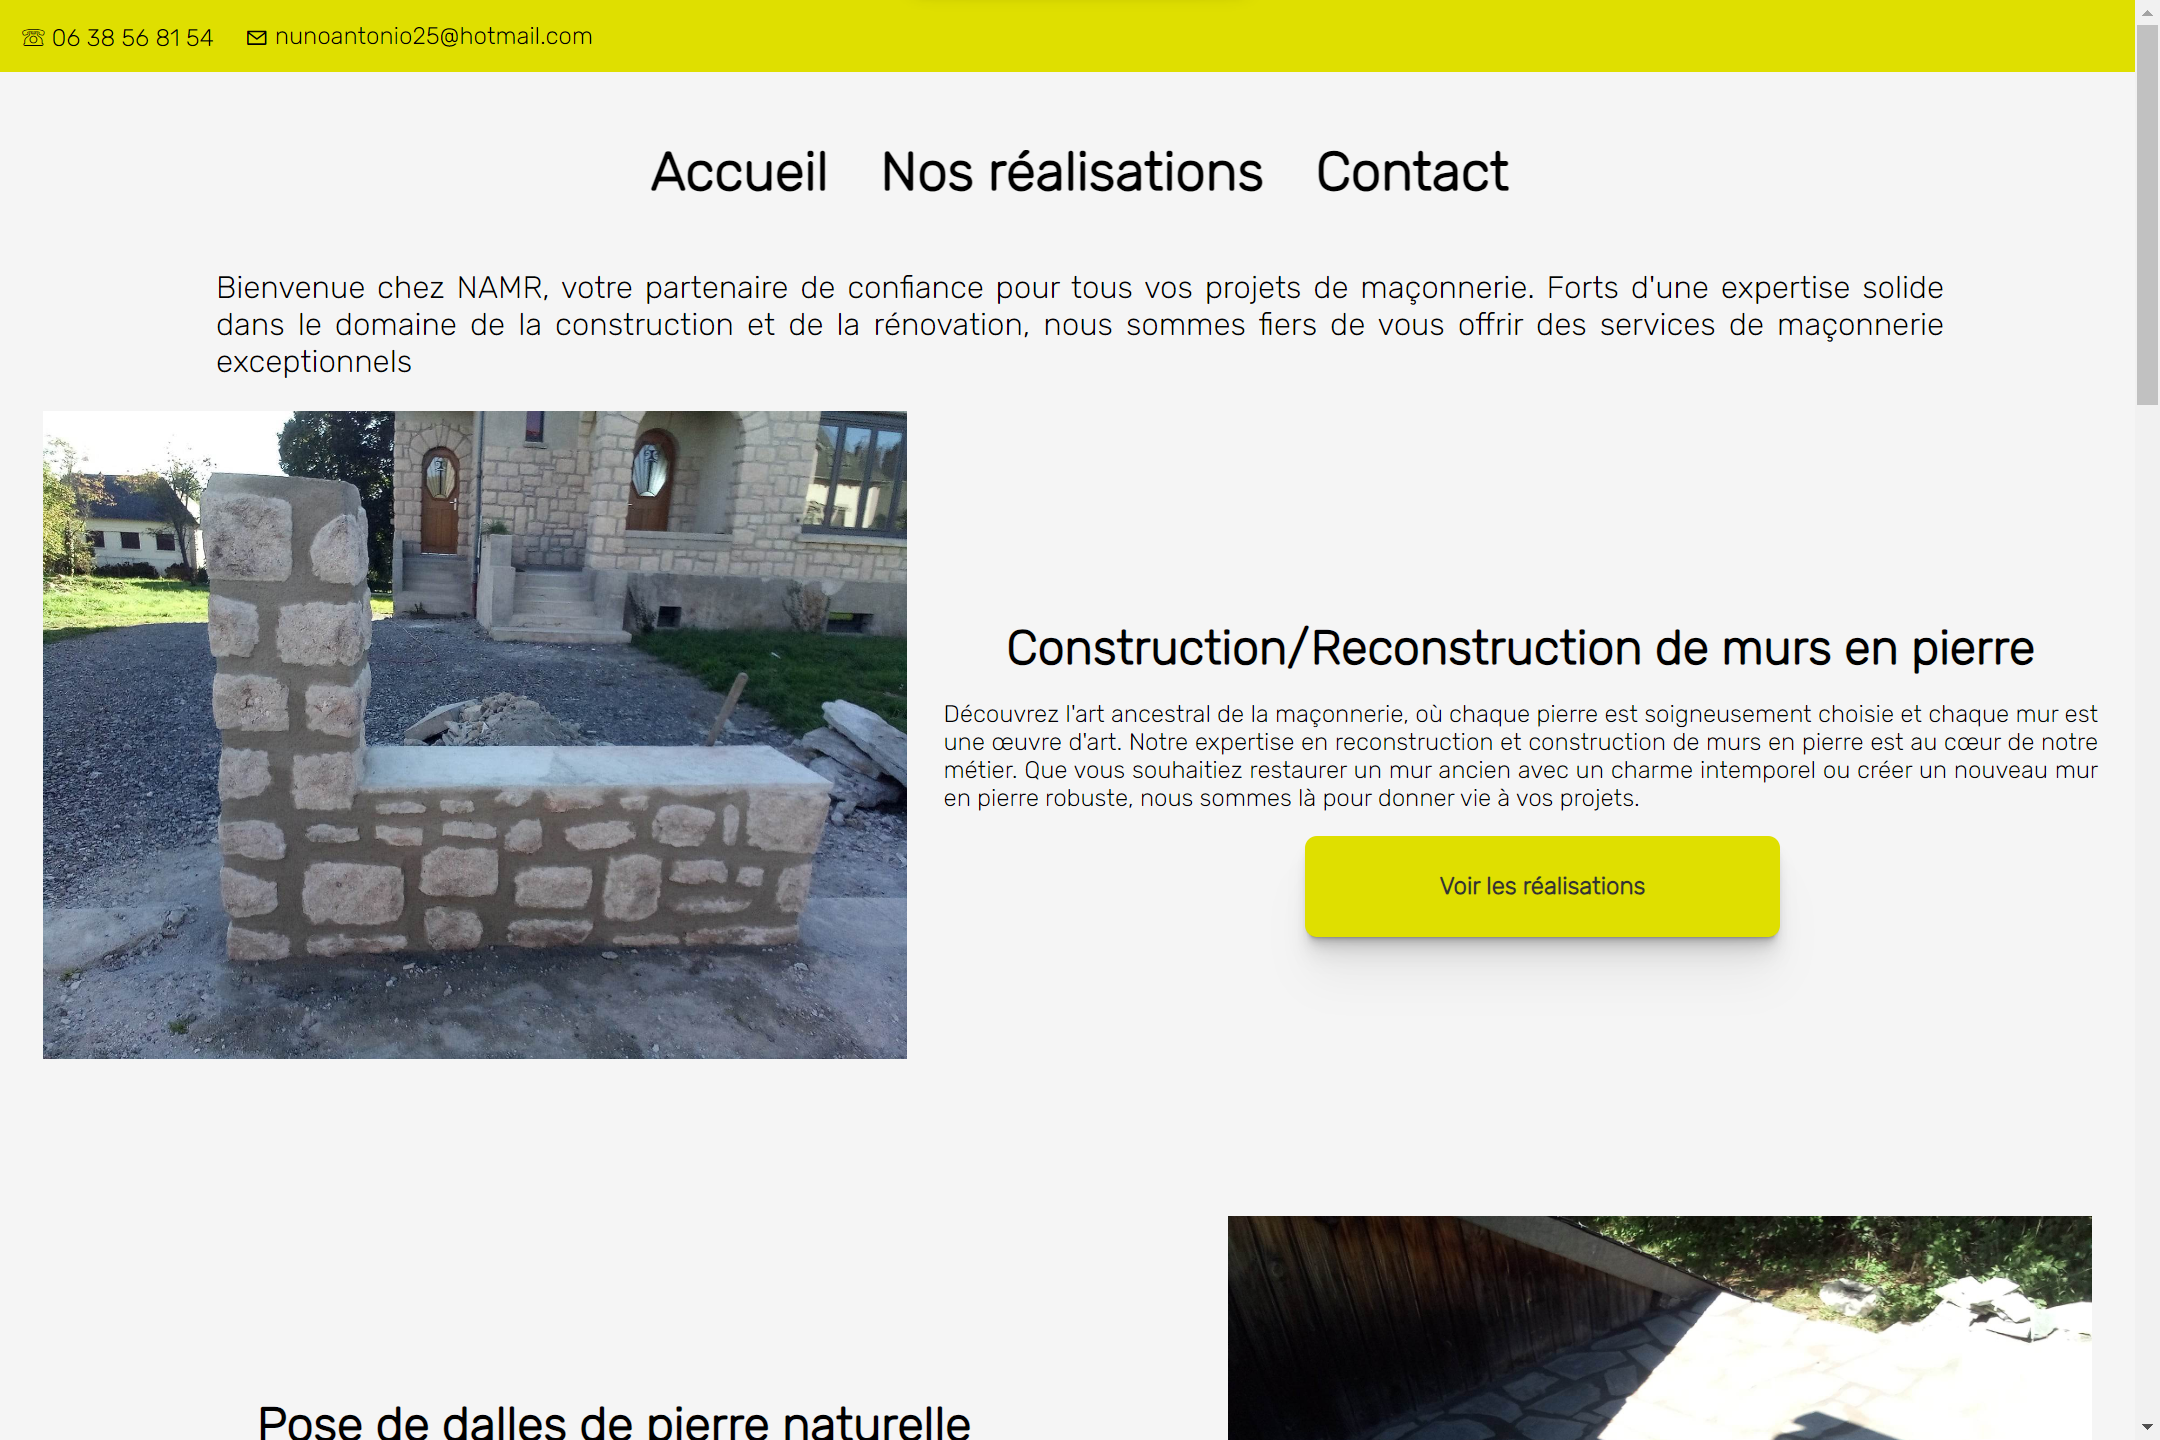 ☏ 06 38 56 81 54 nunoantonio25@hotmail.com
Accueil Nos réalisations Contact
Bienvenue chez NAMR, votre partenaire de confiance pour tous vos projets de maçonnerie. Forts d'une expertise solide
dans le domaine de la construction et de la rénovation, nous sommes fiers de vous offrir des services de maçonnerie
exceptionnels
Construction/Reconstruction de murs en pierre
Découvrez l'art ancestral de la maçonnerie, où chaque pierre est soigneusement choisie et chaque mur est
une œuvre d'art. Notre expertise en reconstruction et construction de murs en pierre est au cœur de notre
métier. Que vous souhaitiez restaurer un mur ancien avec un charme intemporel ou créer un nouveau mur
en pierre robuste, nous sommes là pour donner vie à vos projets.
Voir les réalisations
Pose de dalles de pierre naturelle